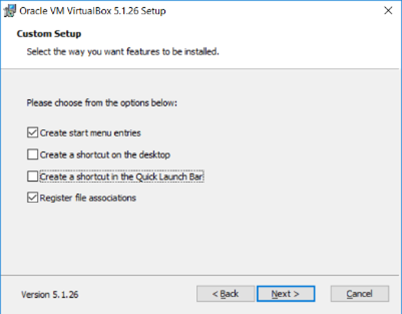 Oracle VM VirtualBox 5.1.26 Setup
Custom Setup
Select the way you want features to be installed.
Please choose from the options below:
Create start menu entries
Create a shortcut on the desktop
Create a shortcut in the Quick Launch Bar
Register file associations
Version 5.1.26
< Back
Next >
Cancel